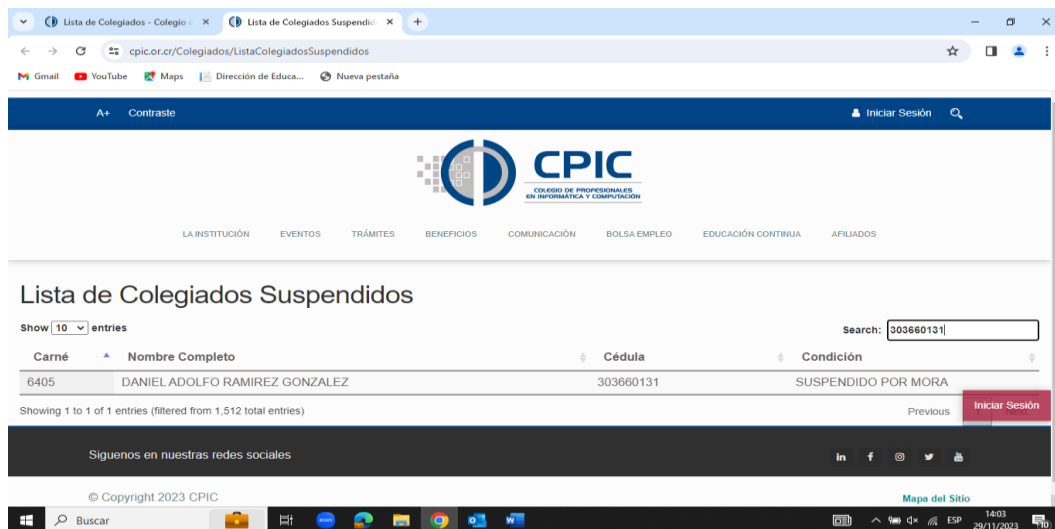 Lista de Colegiados - Colegio d
Lista de Colegiados Suspendid
cpic.or.cr/Colegiados/ListaColegiadosSuspendidos
Gmail YouTube Maps Dirección de Educa... Nueva pestaña
A+ Contraste Iniciar Sesión
CPIC
COLEGIO DE PROFESIONALES
EN INFORMÁTICA Y COMPUTACIÓN
LA INSTITUCIÓN EVENTOS TRÁMITES BENEFICIOS COMUNICACIÓN BOLSA EMPLEO EDUCACIÓN CONTINUA AFILIADOS
Lista de Colegiados Suspendidos
Show 10 entries Search: 303660131
Carné Nombre Completo Cédula Condición
6405 DANIEL ADOLFO RAMIREZ GONZALEZ 303660131 SUSPENDIDO POR MORA
Showing 1 to 1 of 1 entries (filtered from 1,512 total entries) Previous
Iniciar Sesión
Siguenos en nuestras redes sociales
© Copyright 2023 CPIC Mapa del Sitio
Buscar ESP 14:03
29/11/2023